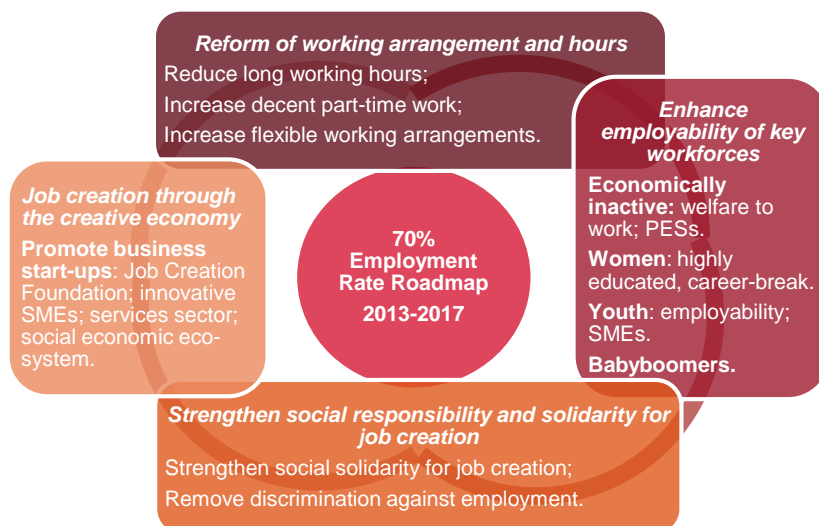 Reform of working arrangement and hours
Reduce long working hours;
Increase decent part-time work;
Increase flexible working arrangements.
Enhance
employability of key
workforces
Economically
inactive: welfare to
work; PESs.
Women: highly
educated, career-break.
Youth: employability;
SMEs.
Babyboomers.
Job creation through
the creative economy
Promote business
start-ups: Job Creation
Foundation; innovative
SMEs; services sector;
social economic eco-
system.
70%
Employment
Rate Roadmap
2013-2017
Strengthen social responsibility and solidarity for
job creation
Strengthen social solidarity for job creation;
Remove discrimination against employment.